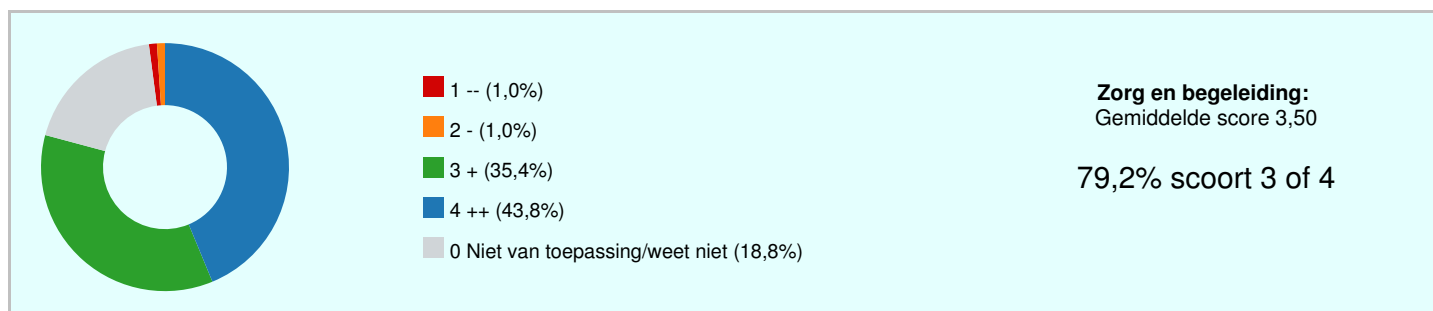 1 -- (1,0%)
2 - (1,0%)
3 + (35,4%)
4 ++ (43,8%)
0 Niet van toepassing/weet niet (18,8%)
Zorg en begeleiding:
Gemiddelde score 3,50
79,2% scoort 3 of 4